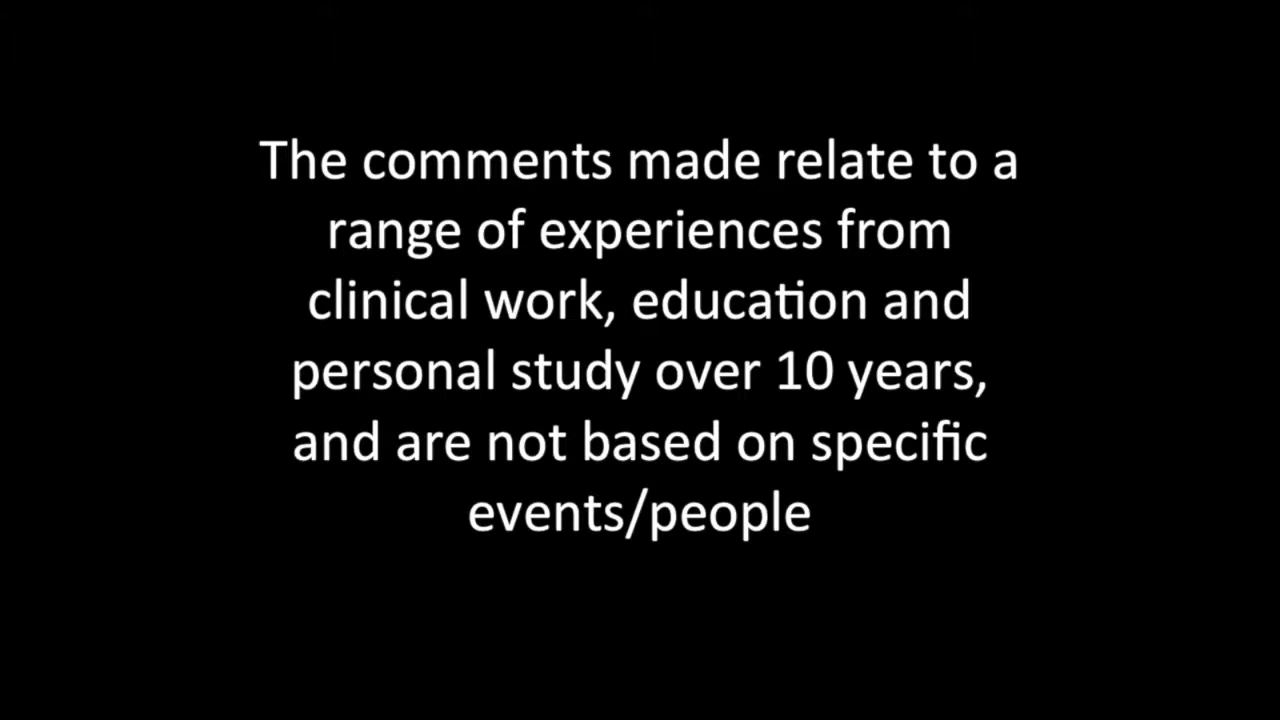 The comments made relate to a
range of experiences from
clinical work, education and
personal study over 10 years,
and are not based on specific
events/people